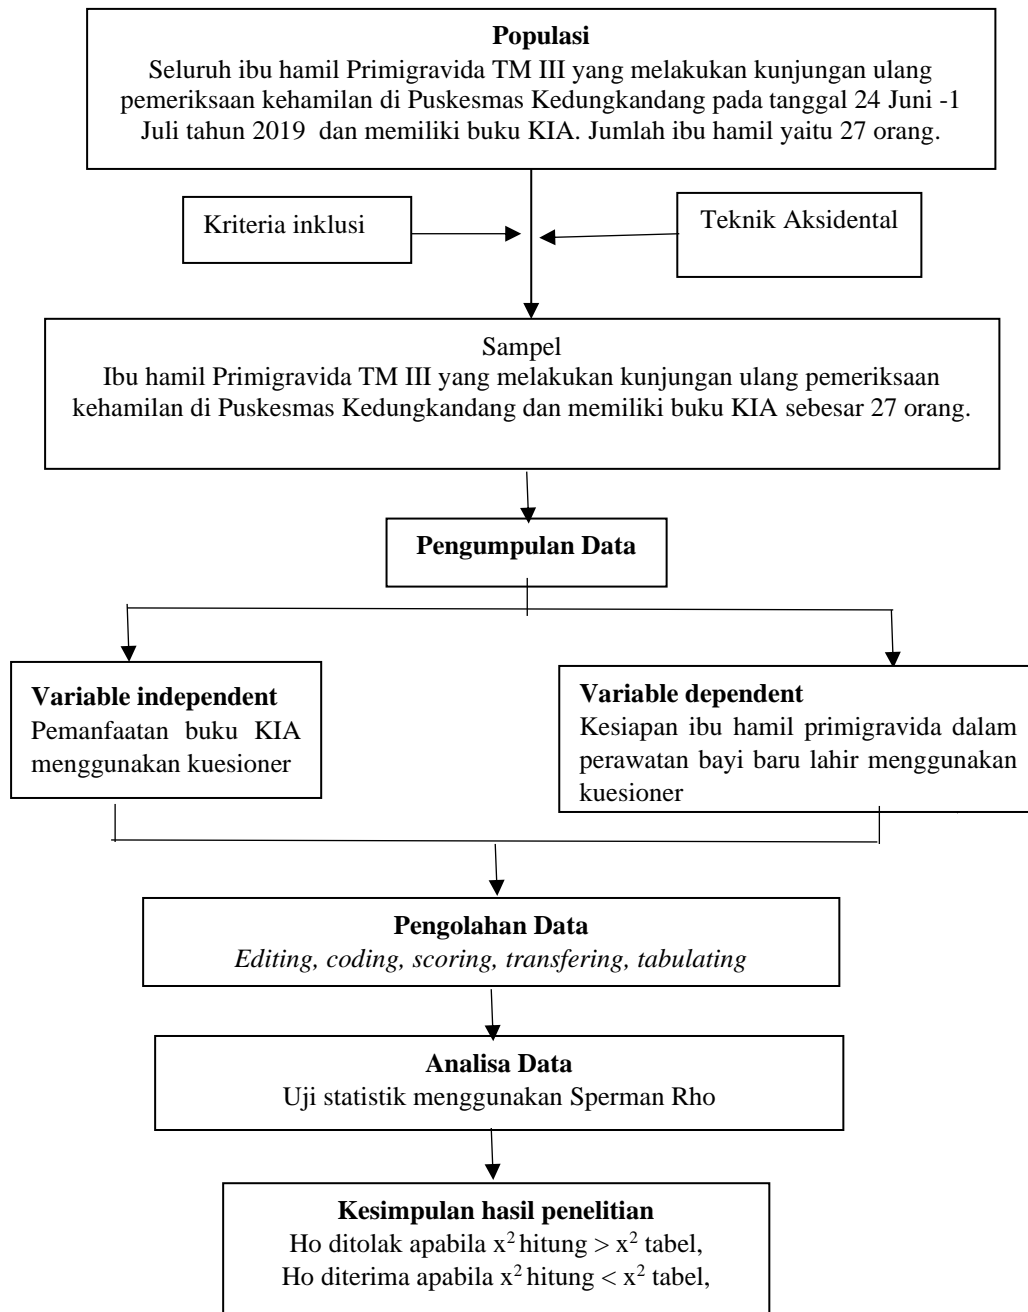 Populasi
Seluruh ibu hamil Primigravida TM III yang melakukan kunjungan ulang
pemeriksaan kehamilan di Puskesmas Kedungkandang pada tanggal 24 Juni -1
Juli tahun 2019 dan memiliki buku KIA. Jumlah ibu hamil yaitu 27 orang.
Kriteria inklusi
Teknik Aksidental
Sampel
Ibu hamil Primigravida TM III yang melakukan kunjungan ulang pemeriksaan
kehamilan di Puskesmas Kedungkandang dan memiliki buku KIA sebesar 27 orang.
Pengumpulan Data
Variable independent
Pemanfaatan buku KIA
menggunakan kuesioner
Variable dependent
Kesiapan ibu hamil primigravida dalam
perawatan bayi baru lahir menggunakan
kuesioner
Pengolahan Data
Editing, coding, scoring, transfering, tabulating
Analisa Data
Uji statistik menggunakan Sperman Rho
Kesimpulan hasil penelitian
Ho ditolak apabila x² hitung > x² tabel,
Ho diterima apabila x² hitung < x² tabel,